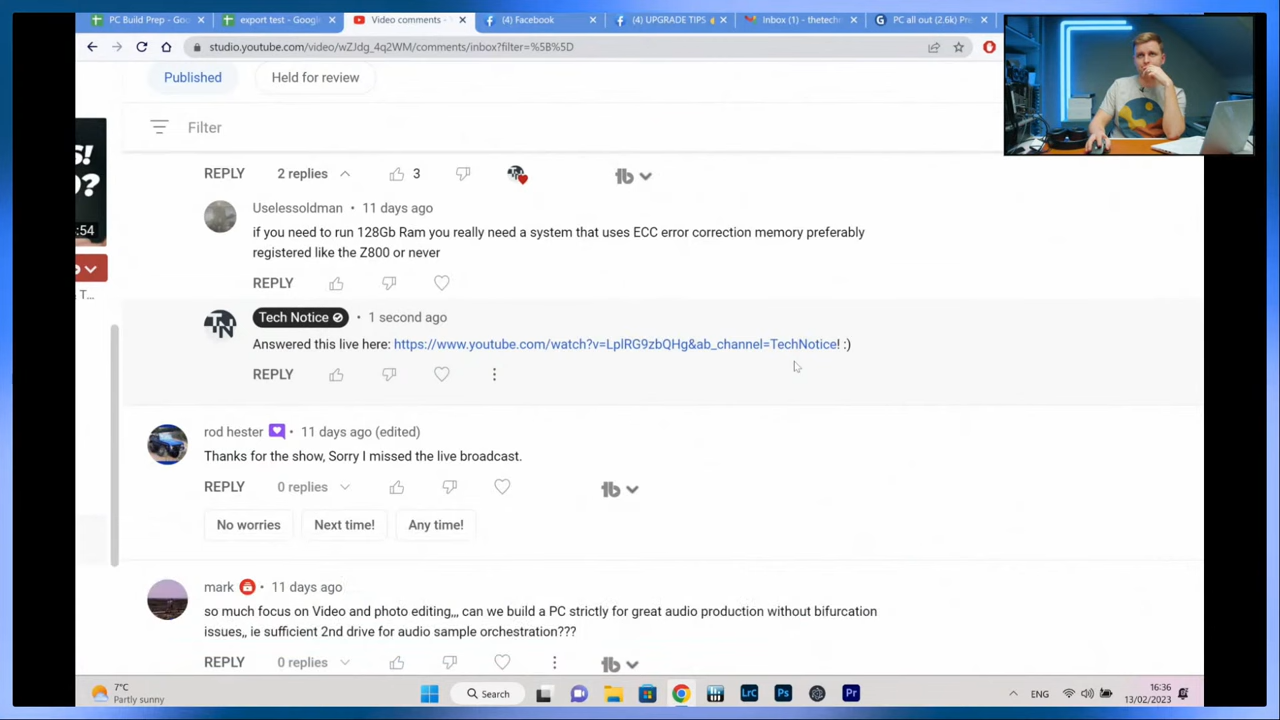 PC Build Prep - Goo
export test - Google
Video comments -
(4) Facebook
(4) UPGRADE TIPS
Inbox (1) - thetechn
PC all out (2.6k) Pre
studio.youtube.com/video/wZJdg_4q2WM/comments/inbox?filter=%5B%5D
Published
Held for review
Filter
S!
?
:54
T...
REPLY 2 replies 3
Uselessoldman • 11 days ago
if you need to run 128Gb Ram you really need a system that uses ECC error correction memory preferably
registered like the Z800 or never
REPLY
TN
Tech Notice • 1 second ago
Answered this live here: https://www.youtube.com/watch?v=LplRG9zbQHg&ab_channel=TechNotice! :)
REPLY
rod hester • 11 days ago (edited)
Thanks for the show, Sorry I missed the live broadcast.
REPLY 0 replies
No worries
Next time!
Any time!
mark • 11 days ago
so much focus on Video and photo editing,,, can we build a PC strictly for great audio production without bifurcation
issues,, ie sufficient 2nd drive for audio sample orchestration???
REPLY 0 replies
7°C
Partly sunny
Search
Lrc
Ps
Pr
ENG
16:36
13/02/2023